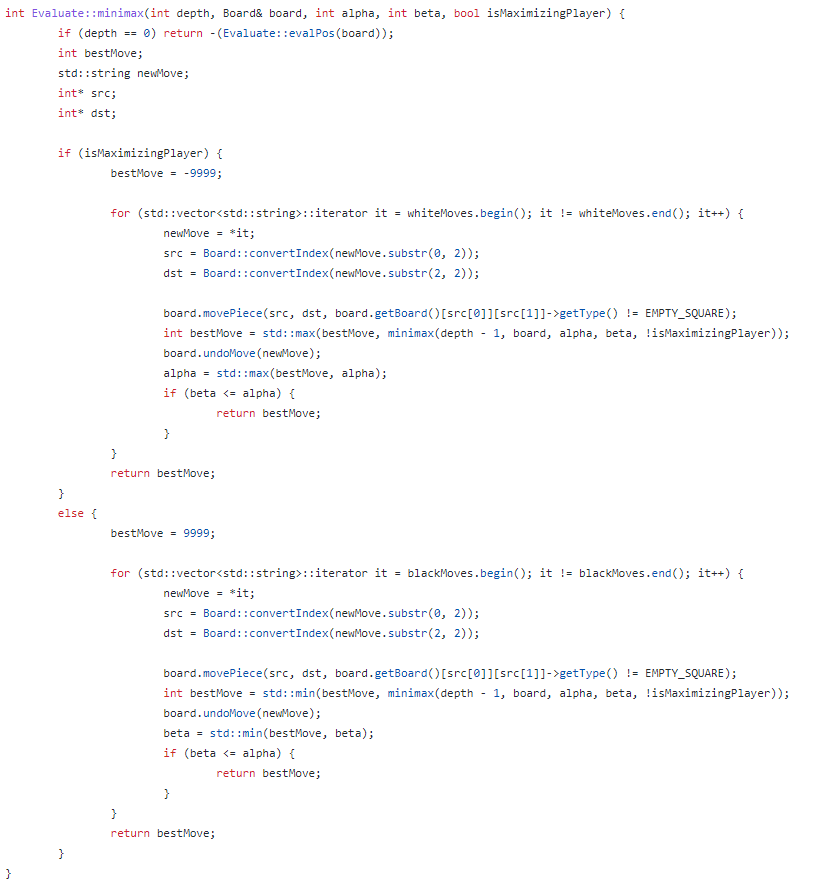 int Evaluate::minimax(int depth, Board& board, int alpha, int beta, bool isMaximizingPlayer) {
        if (depth == 0) return -(Evaluate::evalPos(board));
        int bestMove;
        std::string newMove;
        int* src;
        int* dst;

        if (isMaximizingPlayer) {
                bestMove = -9999;

                for (std::vector<std::string>::iterator it = whiteMoves.begin(); it != whiteMoves.end(); it++) {
                        newMove = *it;
                        src = Board::convertIndex(newMove.substr(0, 2));
                        dst = Board::convertIndex(newMove.substr(2, 2));

                        board.movePiece(src, dst, board.getBoard()[src[0]][src[1]]->getType() != EMPTY_SQUARE);
                        int bestMove = std::max(bestMove, minimax(depth - 1, board, alpha, beta, !isMaximizingPlayer));
                        board.undoMove(newMove);
                        alpha = std::max(bestMove, alpha);
                        if (beta <= alpha) {
                                return bestMove;
                        }
                }
                return bestMove;
        }
        else {
                bestMove = 9999;

                for (std::vector<std::string>::iterator it = blackMoves.begin(); it != blackMoves.end(); it++) {
                        newMove = *it;
                        src = Board::convertIndex(newMove.substr(0, 2));
                        dst = Board::convertIndex(newMove.substr(2, 2));

                        board.movePiece(src, dst, board.getBoard()[src[0]][src[1]]->getType() != EMPTY_SQUARE);
                        int bestMove = std::min(bestMove, minimax(depth - 1, board, alpha, beta, !isMaximizingPlayer));
                        board.undoMove(newMove);
                        beta = std::min(bestMove, beta);
                        if (beta <= alpha) {
                                return bestMove;
                        }
                }
                return bestMove;
        }
}